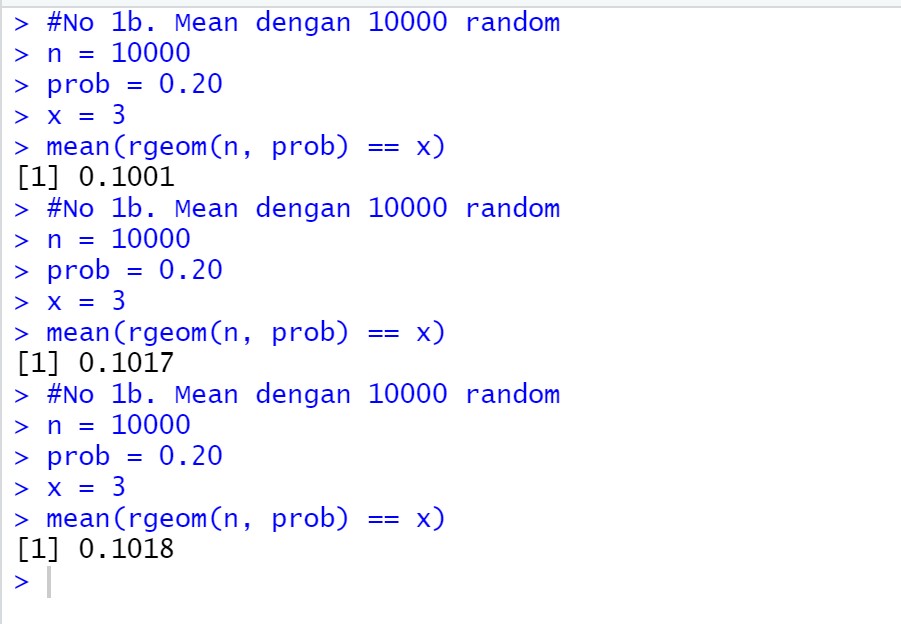 > #No 1b. Mean dengan 10000 random
> n = 10000
> prob = 0.20
> x = 3
> mean(rgeom(n, prob) == x)
[1] 0.1001
> #No 1b. Mean dengan 10000 random
> n = 10000
> prob = 0.20
> x = 3
> mean(rgeom(n, prob) == x)
[1] 0.1017
> #No 1b. Mean dengan 10000 random
> n = 10000
> prob = 0.20
> x = 3
> mean(rgeom(n, prob) == x)
[1] 0.1018
>